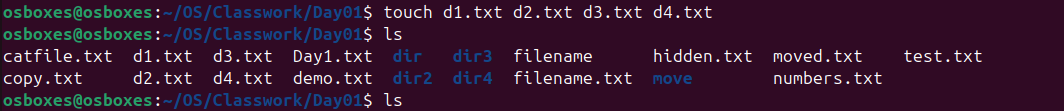 osboxes@osboxes:~/OS/Classwork/Day01$ touch d1.txt d2.txt d3.txt d4.txt
osboxes@osboxes:~/OS/Classwork/Day01$ ls
catfile.txt  d1.txt  d3.txt  Day1.txt  dir   dir3  filename      hidden.txt  moved.txt    test.txt
copy.txt     d2.txt  d4.txt  demo.txt  dir2  dir4  filename.txt  move        numbers.txt
osboxes@osboxes:~/OS/Classwork/Day01$ ls